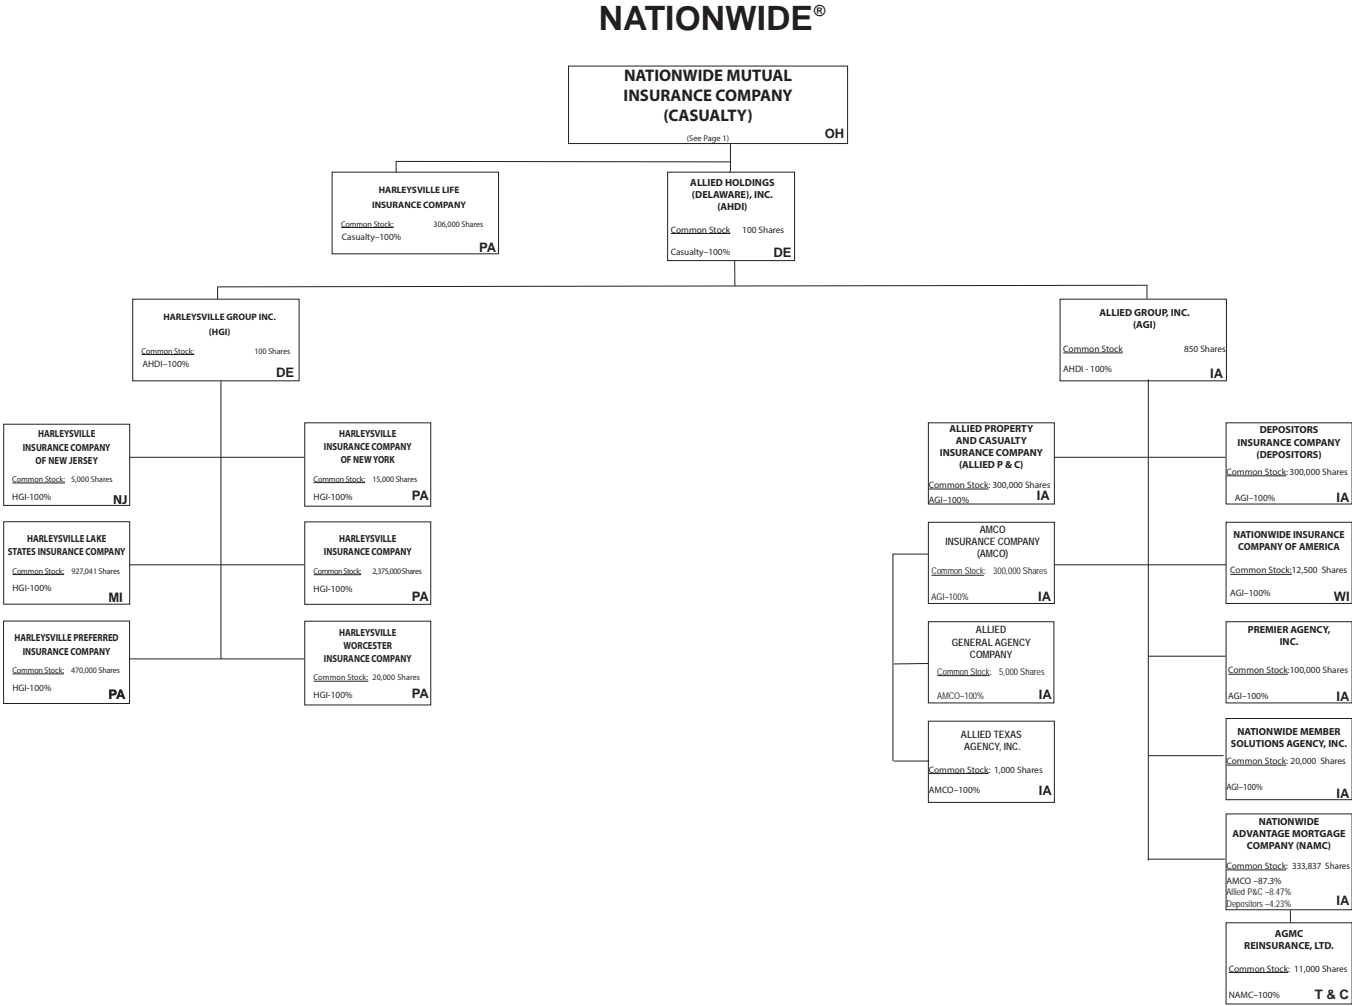 NATIONWIDE®
NATIONWIDE MUTUAL
INSURANCE COMPANY
(CASUALTY)
(See Page 1)
OH
HARLEYSVILLE LIFE
INSURANCE COMPANY
Common Stock: 306,000 Shares
Casualty–100%
PA
ALLIED HOLDINGS
(DELAWARE), INC.
(AHDI)
Common Stock 100 Shares
Casualty–100% DE
HARLEYSVILLE GROUP INC.
(HGI)
Common Stock: 100 Shares
AHDI–100%
DE
ALLIED GROUP, INC.
(AGI)
Common Stock 850 Shares
AHDI - 100%
IA
HARLEYSVILLE
INSURANCE COMPANY
OF NEW JERSEY
Common Stock: 5,000 Shares
HGI-100% NJ
HARLEYSVILLE
INSURANCE COMPANY
OF NEW YORK
Common Stock: 15,000 Shares
HGI-100% PA
HARLEYSVILLE LAKE
STATES INSURANCE COMPANY
Common Stock: 927,041 Shares
HGI-100%
MI
HARLEYSVILLE
INSURANCE COMPANY
Common Stock: 2,375,000 Shares
HGI-100%
PA
HARLEYSVILLE PREFERRED
INSURANCE COMPANY
Common Stock: 470,000 Shares
HGI-100%
PA
HARLEYSVILLE
WORCESTER
INSURANCE COMPANY
Common Stock: 20,000 Shares
HGI-100% PA
ALLIED PROPERTY
AND CASUALTY
INSURANCE COMPANY
(ALLIED P & C)
Common Stock: 300,000 Shares
AGI–100% IA
DEPOSITORS
INSURANCE COMPANY
(DEPOSITORS)
Common Stock: 300,000 Shares
AGI–100% IA
AMCO
INSURANCE COMPANY
(AMCO)
Common Stock: 300,000 Shares
AGI–100% IA
NATIONWIDE INSURANCE
COMPANY OF AMERICA
Common Stock:12,500 Shares
AGI–100% WI
ALLIED
GENERAL AGENCY
COMPANY
Common Stock: 5,000 Shares
AMCO–100% IA
PREMIER AGENCY,
INC.
Common Stock:100,000 Shares
AGI–100% IA
ALLIED TEXAS
AGENCY, INC.
Common Stock: 1,000 Shares
AMCO–100% IA
NATIONWIDE MEMBER
SOLUTIONS AGENCY, INC.
Common Stock: 20,000 Shares
AGI–100%
IA
NATIONWIDE
ADVANTAGE MORTGAGE
COMPANY (NAMC)
Common Stock: 333,837 Shares
AMCO –87.3%
Allied P&C –8.47%
Depositors –4.23%
IA
AGMC
REINSURANCE, LTD.
Common Stock: 11,000 Shares
NAMC–100% T & C